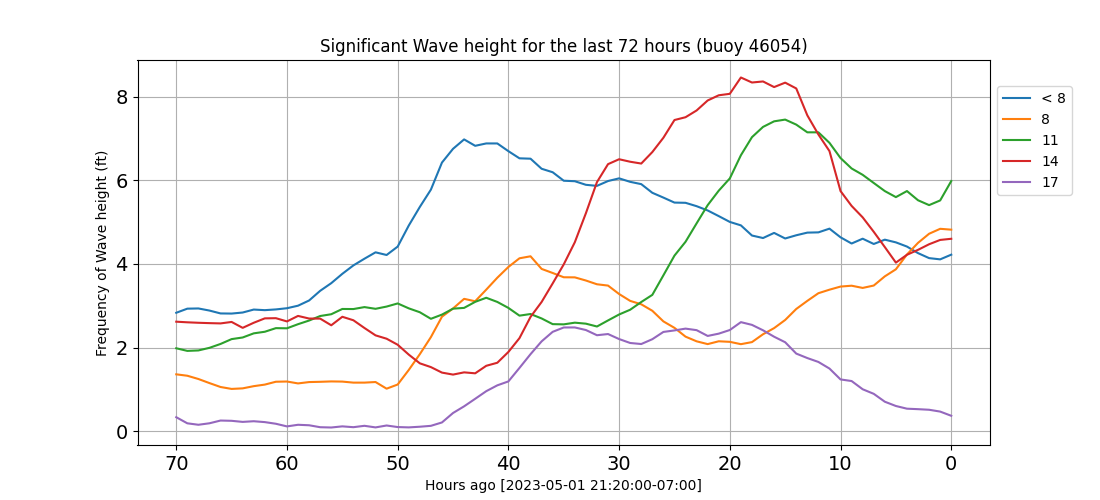 Significant Wave height for the last 72 hours (buoy 46054)
Frequency of Wave height (ft)
8
6
4
2
0
70 60 50 40 30 20 10 0
Hours ago [2023-05-01 21:20:00-07:00]
< 8
8
11
14
17